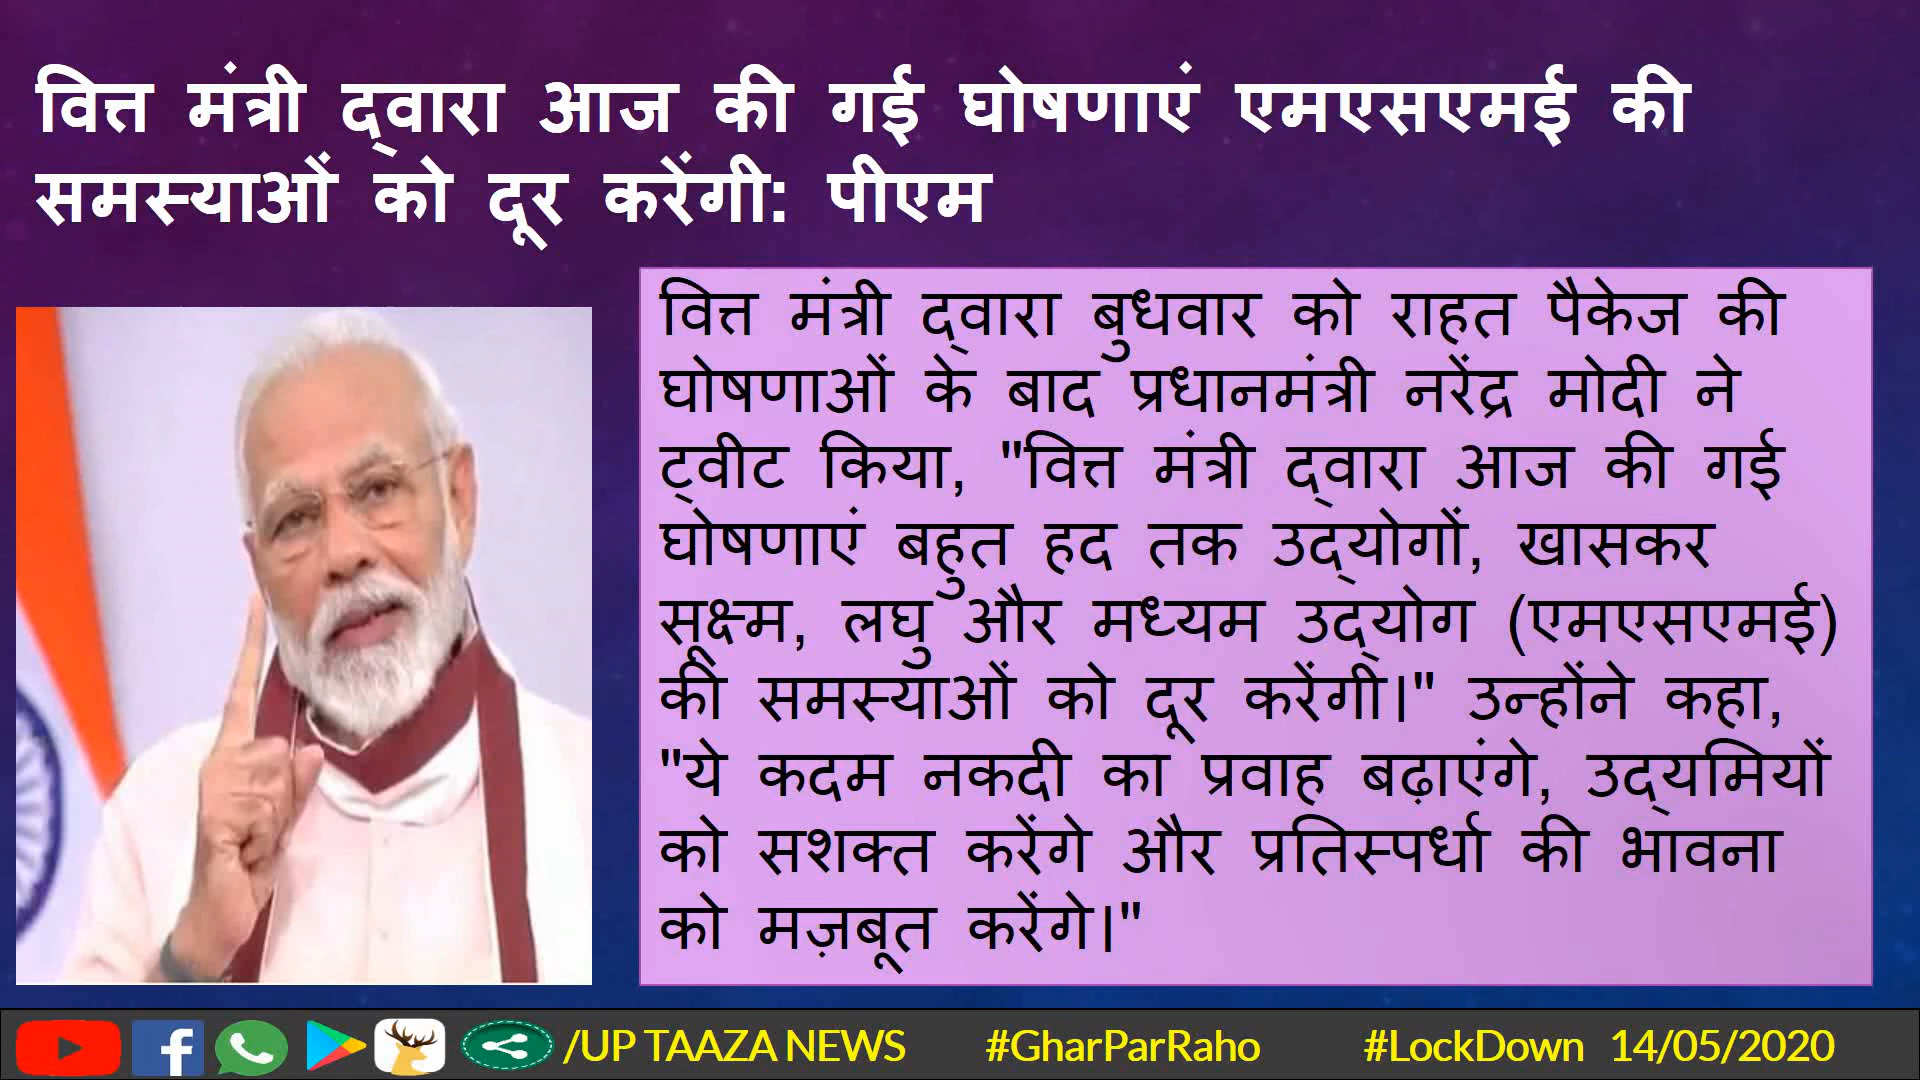 वित्त मंत्री द्वारा आज की गई घोषणाएं एमएसएमई की
समस्याओं को दूर करेंगी: पीएम
वित्त मंत्री द्वारा बुधवार को राहत पैकेज की
घोषणाओं के बाद प्रधानमंत्री नरेंद्र मोदी ने
ट्वीट किया, "वित्त मंत्री द्वारा आज की गई
घोषणाएं बहुत हद तक उद्योगों, खासकर
सूक्ष्म, लघु और मध्यम उद्योग (एमएसएमई)
की समस्याओं को दूर करेंगी।" उन्होंने कहा,
"ये कदम नकदी का प्रवाह बढ़ाएंगे, उद्यमियों
को सशक्त करेंगे और प्रतिस्पर्धा की भावना
को मज़बूत करेंगे।"
/UP TAAZA NEWS #GharParRaho #LockDown 14/05/2020